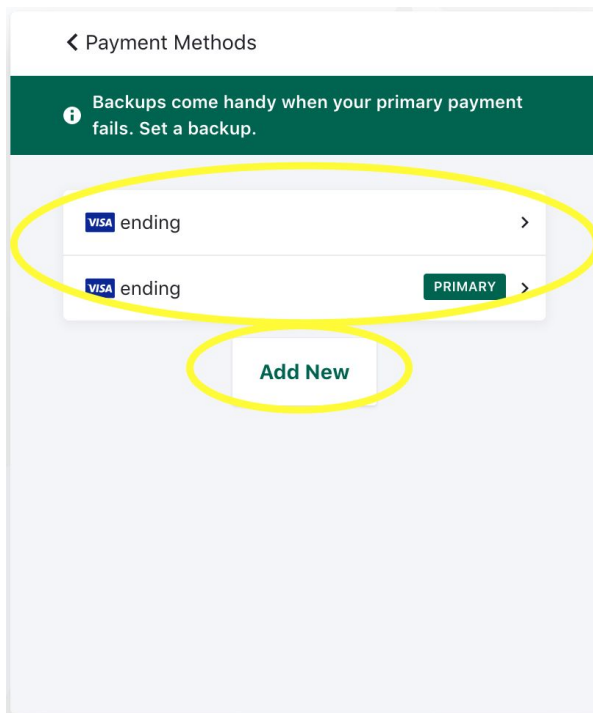 Payment Methods
Backups come handy when your primary payment
fails. Set a backup.
VISA ending
VISA ending PRIMARY
Add New